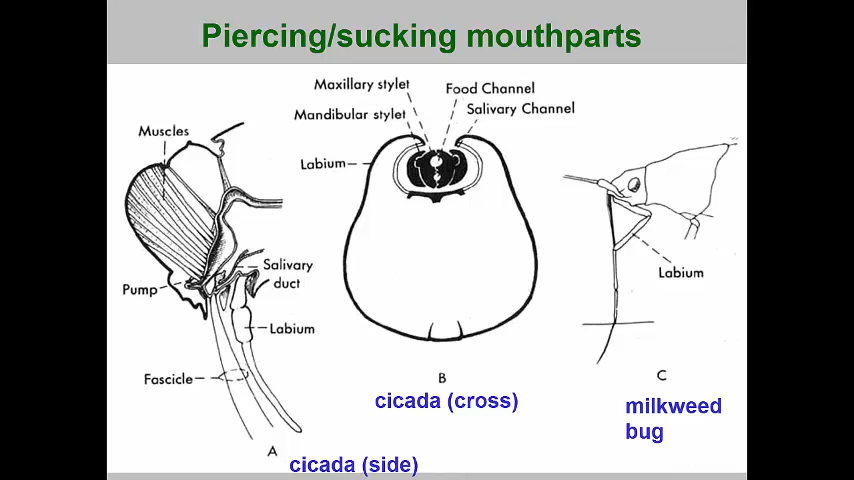 Piercing/sucking mouthparts
Maxillary stylet
Food Channel
Mandibular stylet
Salivary Channel
Muscles
Labium
Salivary
duct
Labium
Pump
Labium
Fascicle
A
B
C
cicada (cross)
milkweed
bug
cicada (side)